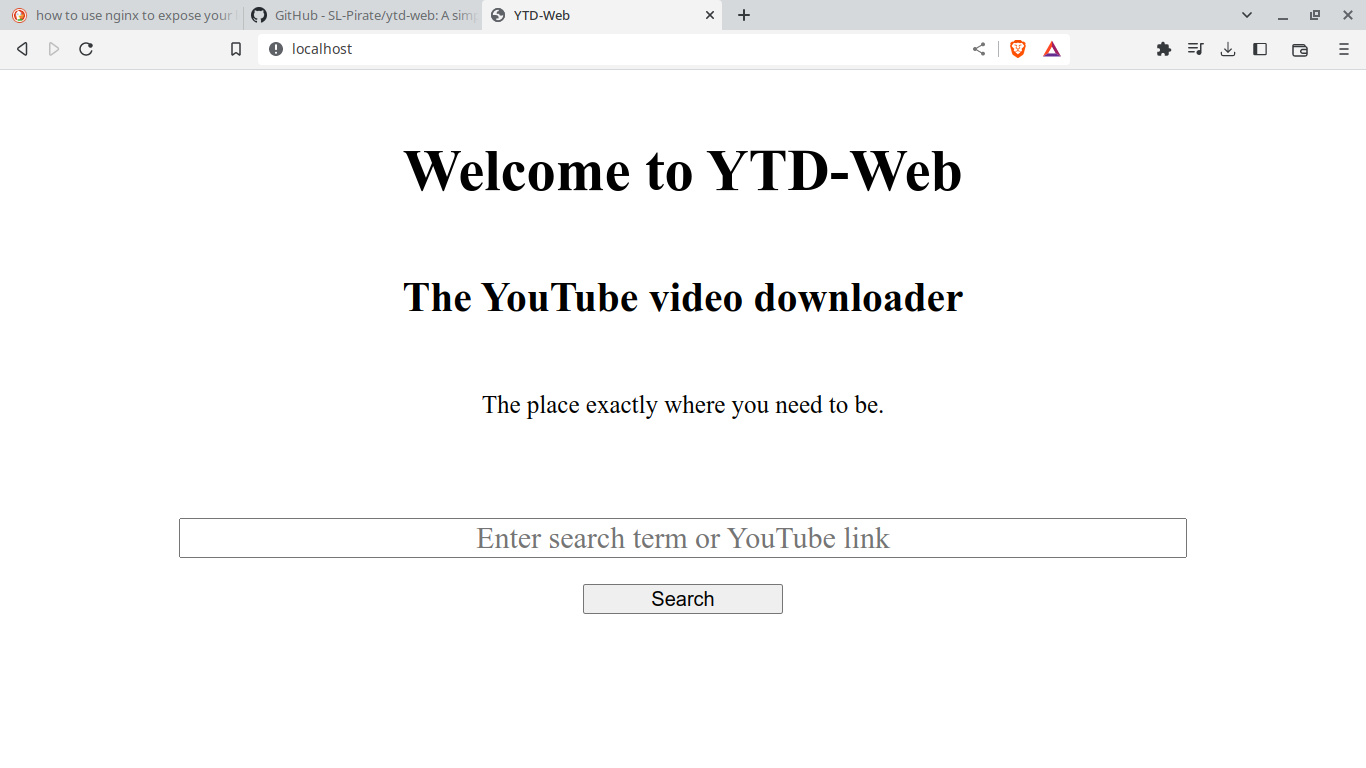 how to use nginx to expose your
GitHub - SL-Pirate/ytd-web: A sim
YTD-Web
localhost
Welcome to YTD-Web
The YouTube video downloader
The place exactly where you need to be.
Enter search term or YouTube link
Search